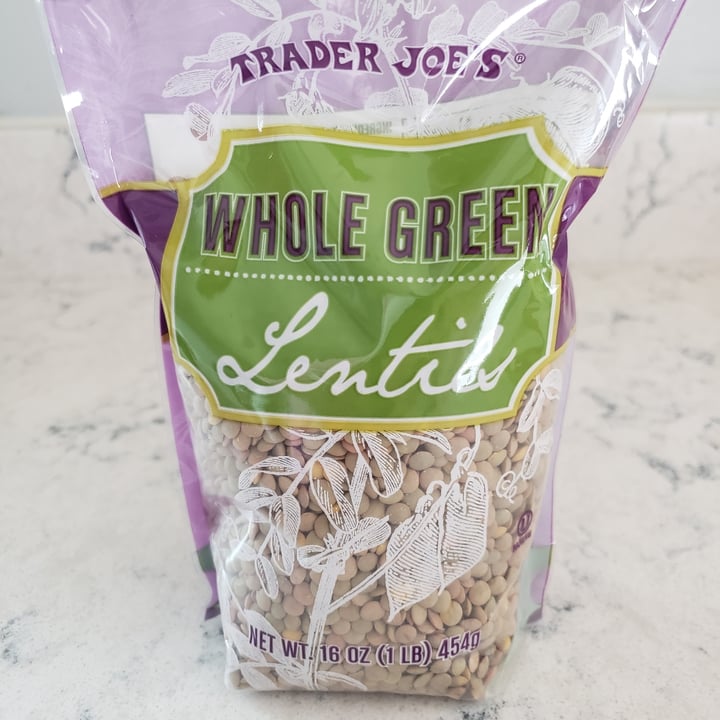 TRADER JOE'S®
WHOLE GREEN
Lentils
NET WT. 16 OZ (1 LB) 454g